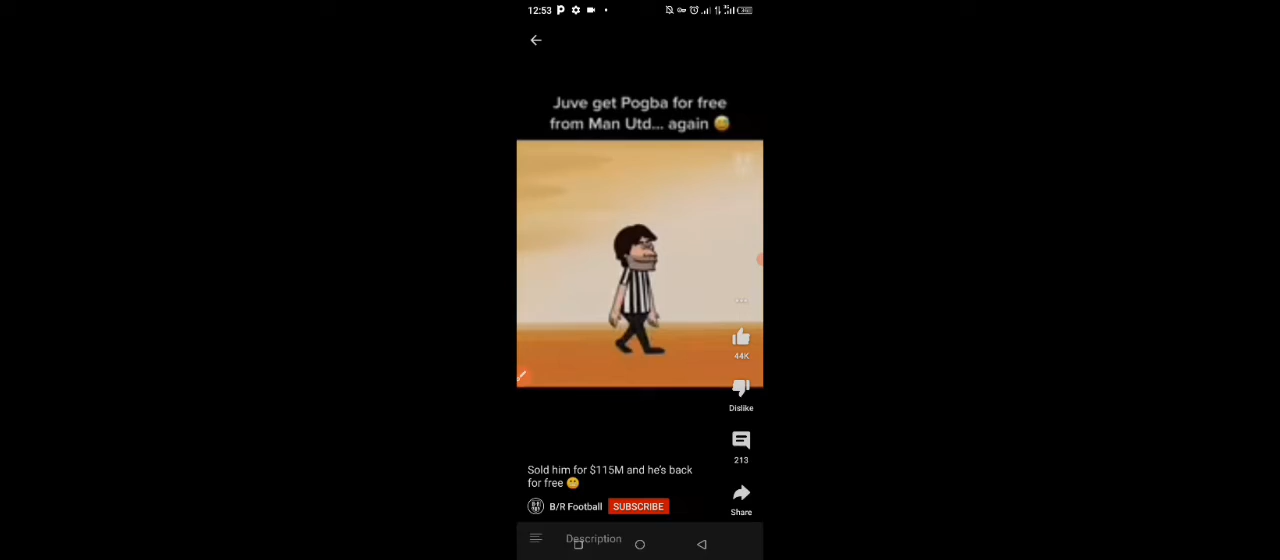 12:53
Juve get Pogba for free
from Man Utd... again 😅
44K
Dislike
213
Sold him for $115M and he's back
for free 🤭
B/R Football SUBSCRIBE
Share
Description